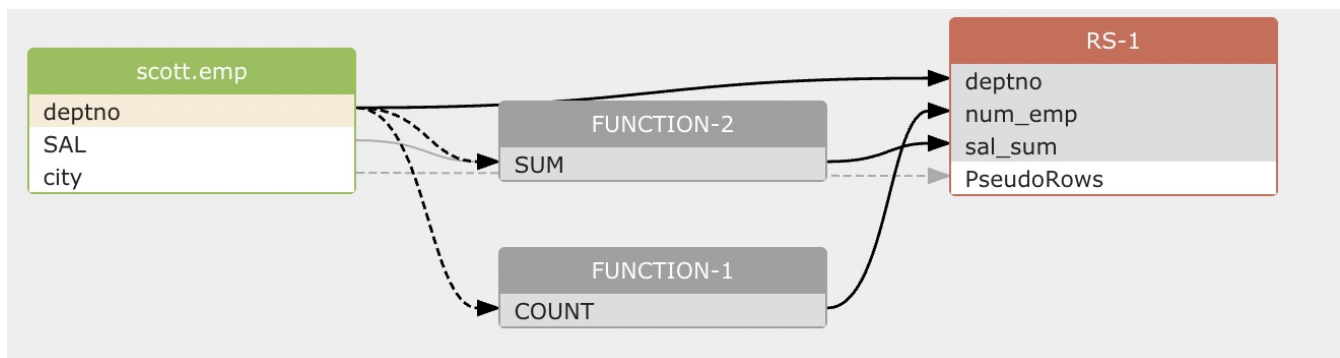 scott.emp
deptno
SAL
city
FUNCTION-2
SUM
FUNCTION-1
COUNT
RS-1
deptno
num_emp
sal_sum
PseudoRows